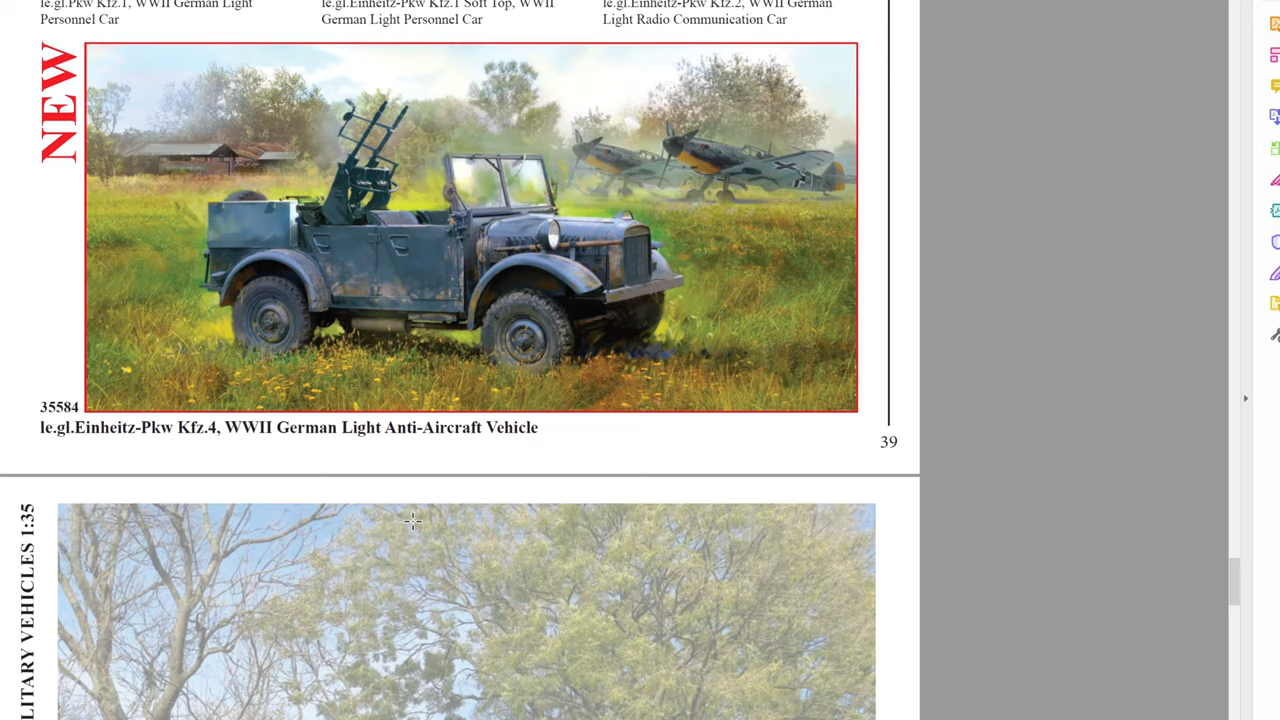 le.gl.Pkw Kfz.1, WWII German Light
Personnel Car
le.gl.Einheitz-Pkw Kfz.1 Soft Top, WWII
German Light Personnel Car
le.gl.Einheitz-Pkw Kfz.2, WWII German
Light Radio Communication Car
NEW
35584
le.gl.Einheitz-Pkw Kfz.4, WWII German Light Anti-Aircraft Vehicle
39
LITARY VEHICLES 1:35